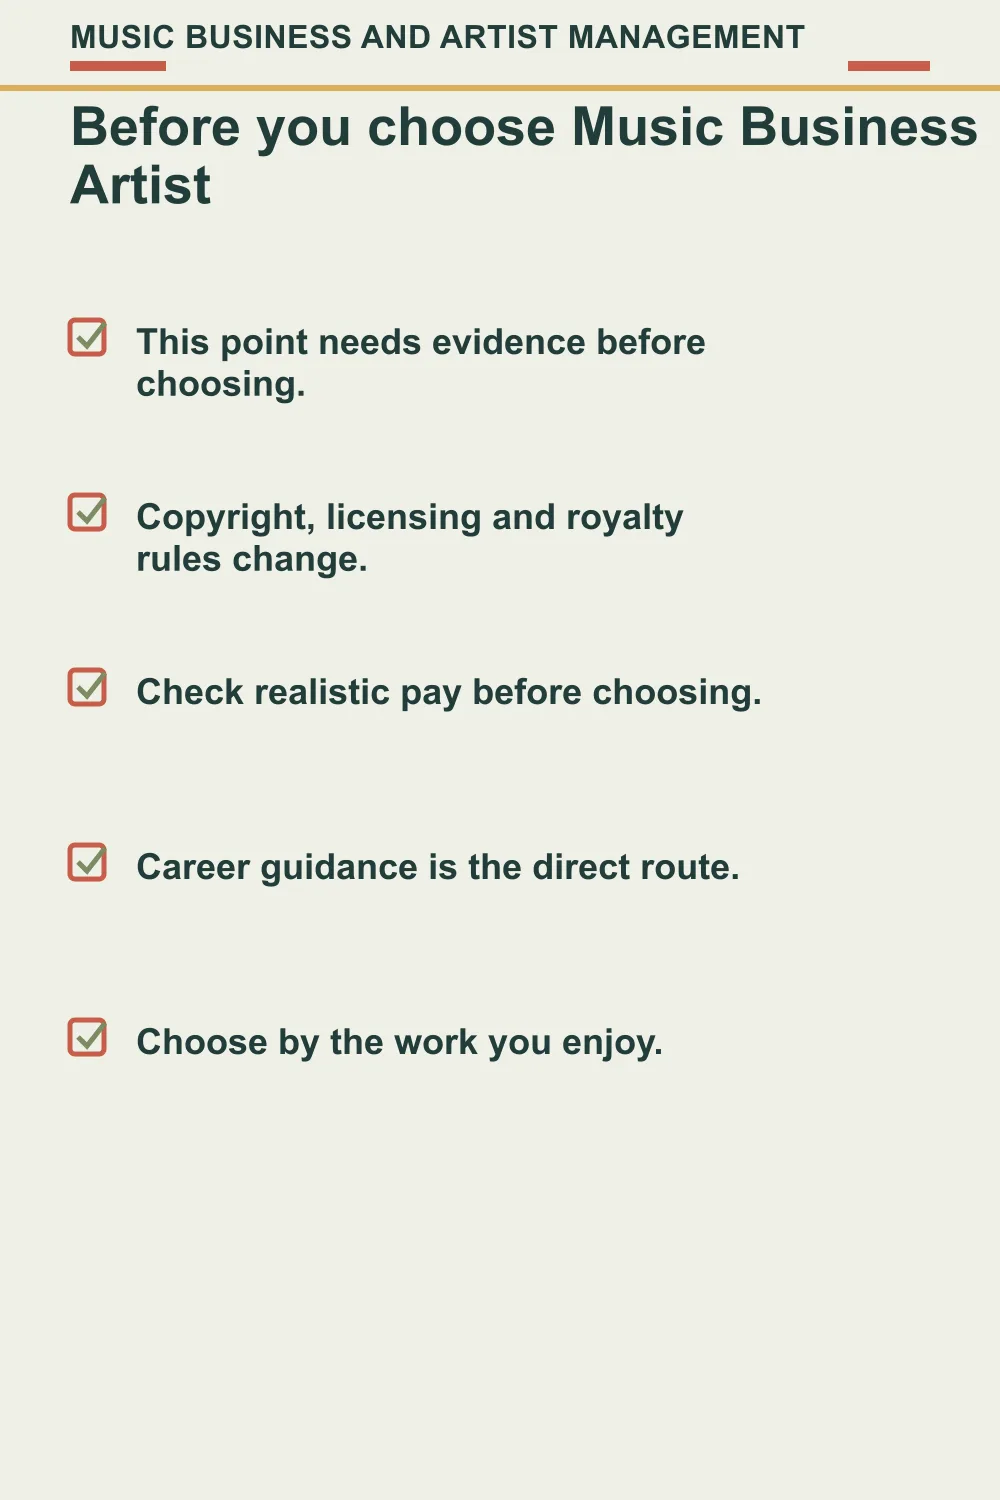 MUSIC BUSINESS AND ARTIST MANAGEMENT
Before you choose Music Business
Artist
This point needs evidence before
choosing.
Copyright, licensing and royalty
rules change.
Check realistic pay before choosing.
Career guidance is the direct route.
Choose by the work you enjoy.